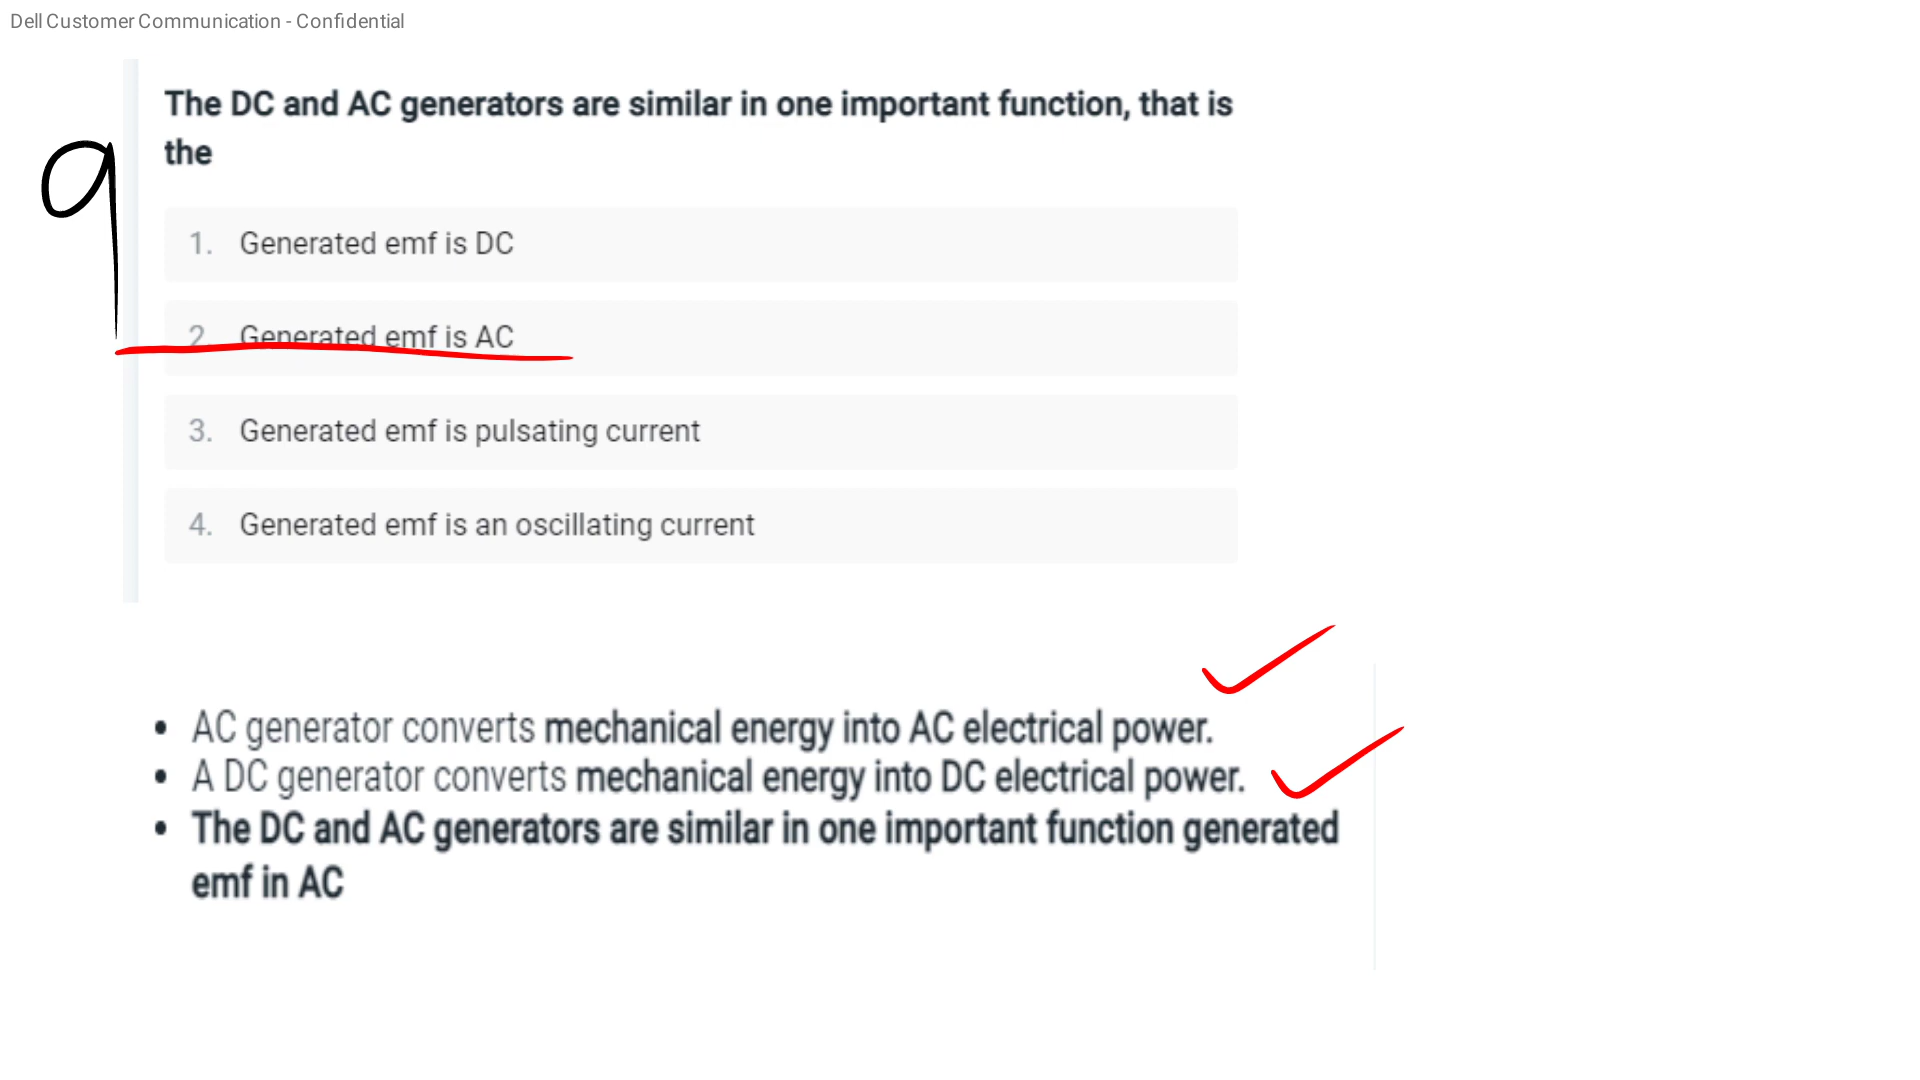 Dell Customer Communication - Confidential
The DC and AC generators are similar in one important function, that is
the
9
1. Generated emf is DC
2. Generated emf is AC
3. Generated emf is pulsating current
4. Generated emf is an oscillating current
• AC generator converts mechanical energy into AC electrical power.
• A DC generator converts mechanical energy into DC electrical power.
• The DC and AC generators are similar in one important function generated
emf in AC